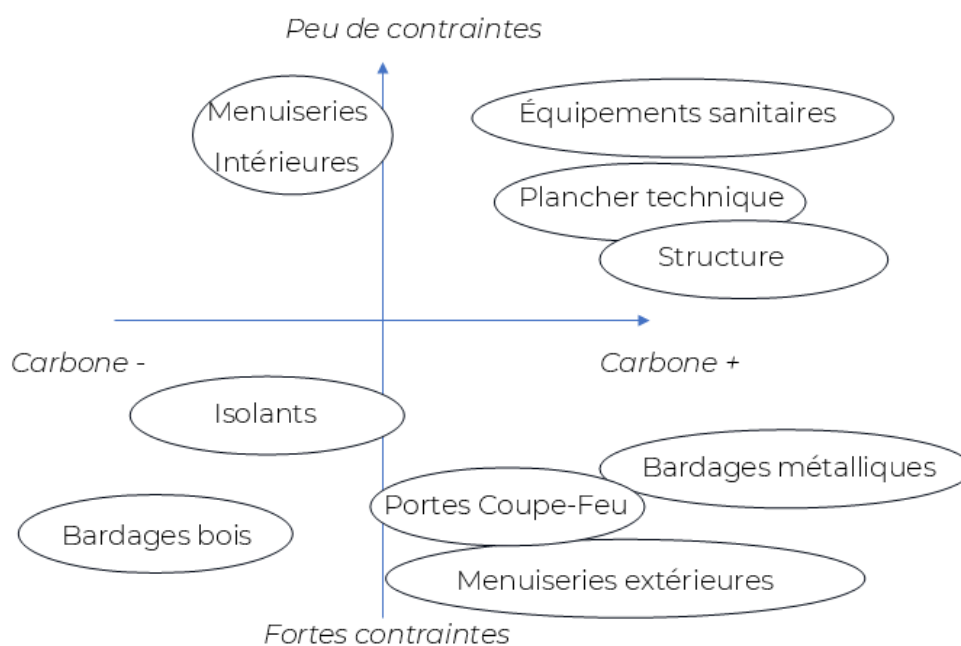 Peu de contraintes
Menuiseries
Intérieures
Équipements sanitaires
Plancher technique
Structure
Carbone -
Carbone +
Isolants
Bardages métalliques
Portes Coupe-Feu
Bardages bois
Menuiseries extérieures
Fortes contraintes